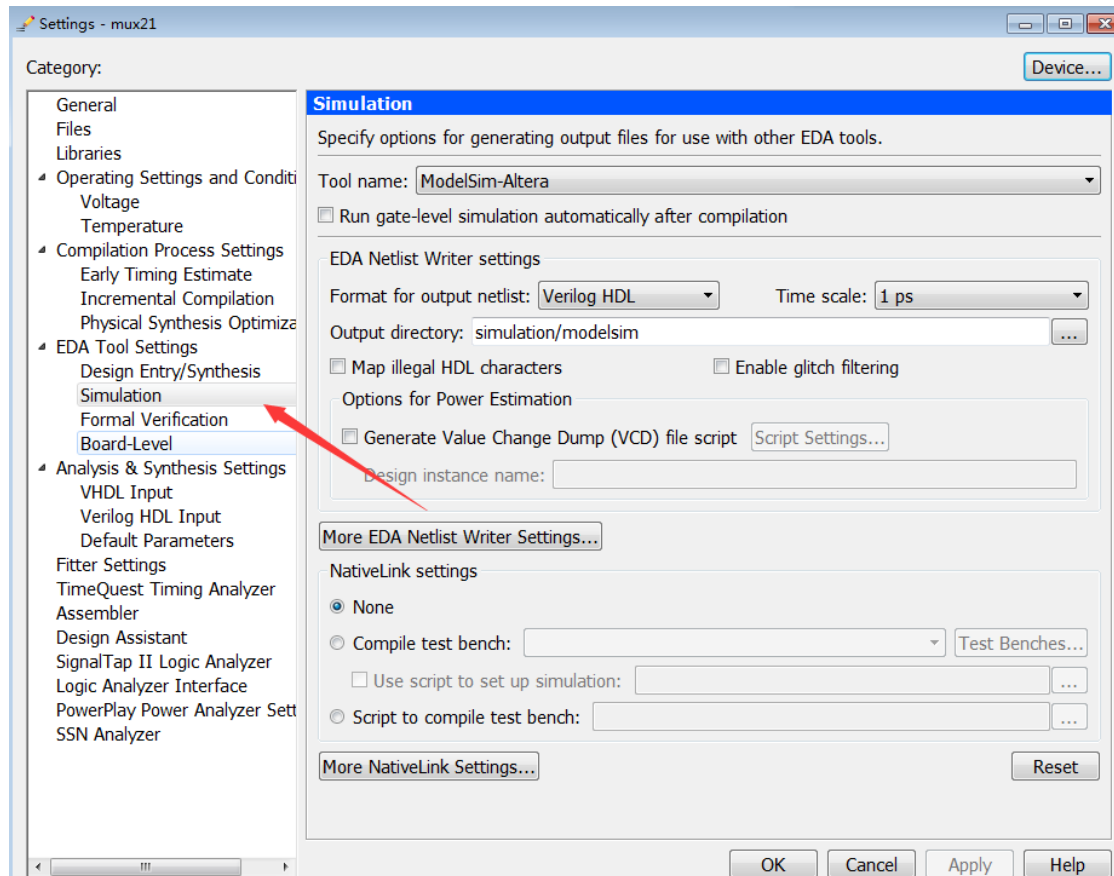 Settings - mux21
Category:
Device...
General
Files
Libraries
Operating Settings and Conditi
Voltage
Temperature
Compilation Process Settings
Early Timing Estimate
Incremental Compilation
Physical Synthesis Optimiza
EDA Tool Settings
Design Entry/Synthesis
Simulation
Formal Verification
Board-Level
Analysis & Synthesis Settings
VHDL Input
Verilog HDL Input
Default Parameters
Fitter Settings
TimeQuest Timing Analyzer
Assembler
Design Assistant
SignalTap II Logic Analyzer
Logic Analyzer Interface
PowerPlay Power Analyzer Sett
SSN Analyzer
Simulation
Specify options for generating output files for use with other EDA tools.
Tool name: ModelSim-Altera
Run gate-level simulation automatically after compilation
EDA Netlist Writer settings
Format for output netlist: Verilog HDL Time scale: 1 ps
Output directory: simulation/modelsim ...
Map illegal HDL characters Enable glitch filtering
Options for Power Estimation
Generate Value Change Dump (VCD) file script Script Settings...
Design instance name:
More EDA Netlist Writer Settings...
NativeLink settings
None
Compile test bench: Test Benches...
Use script to set up simulation: ...
Script to compile test bench: ...
More NativeLink Settings... Reset
OK Cancel Apply Help